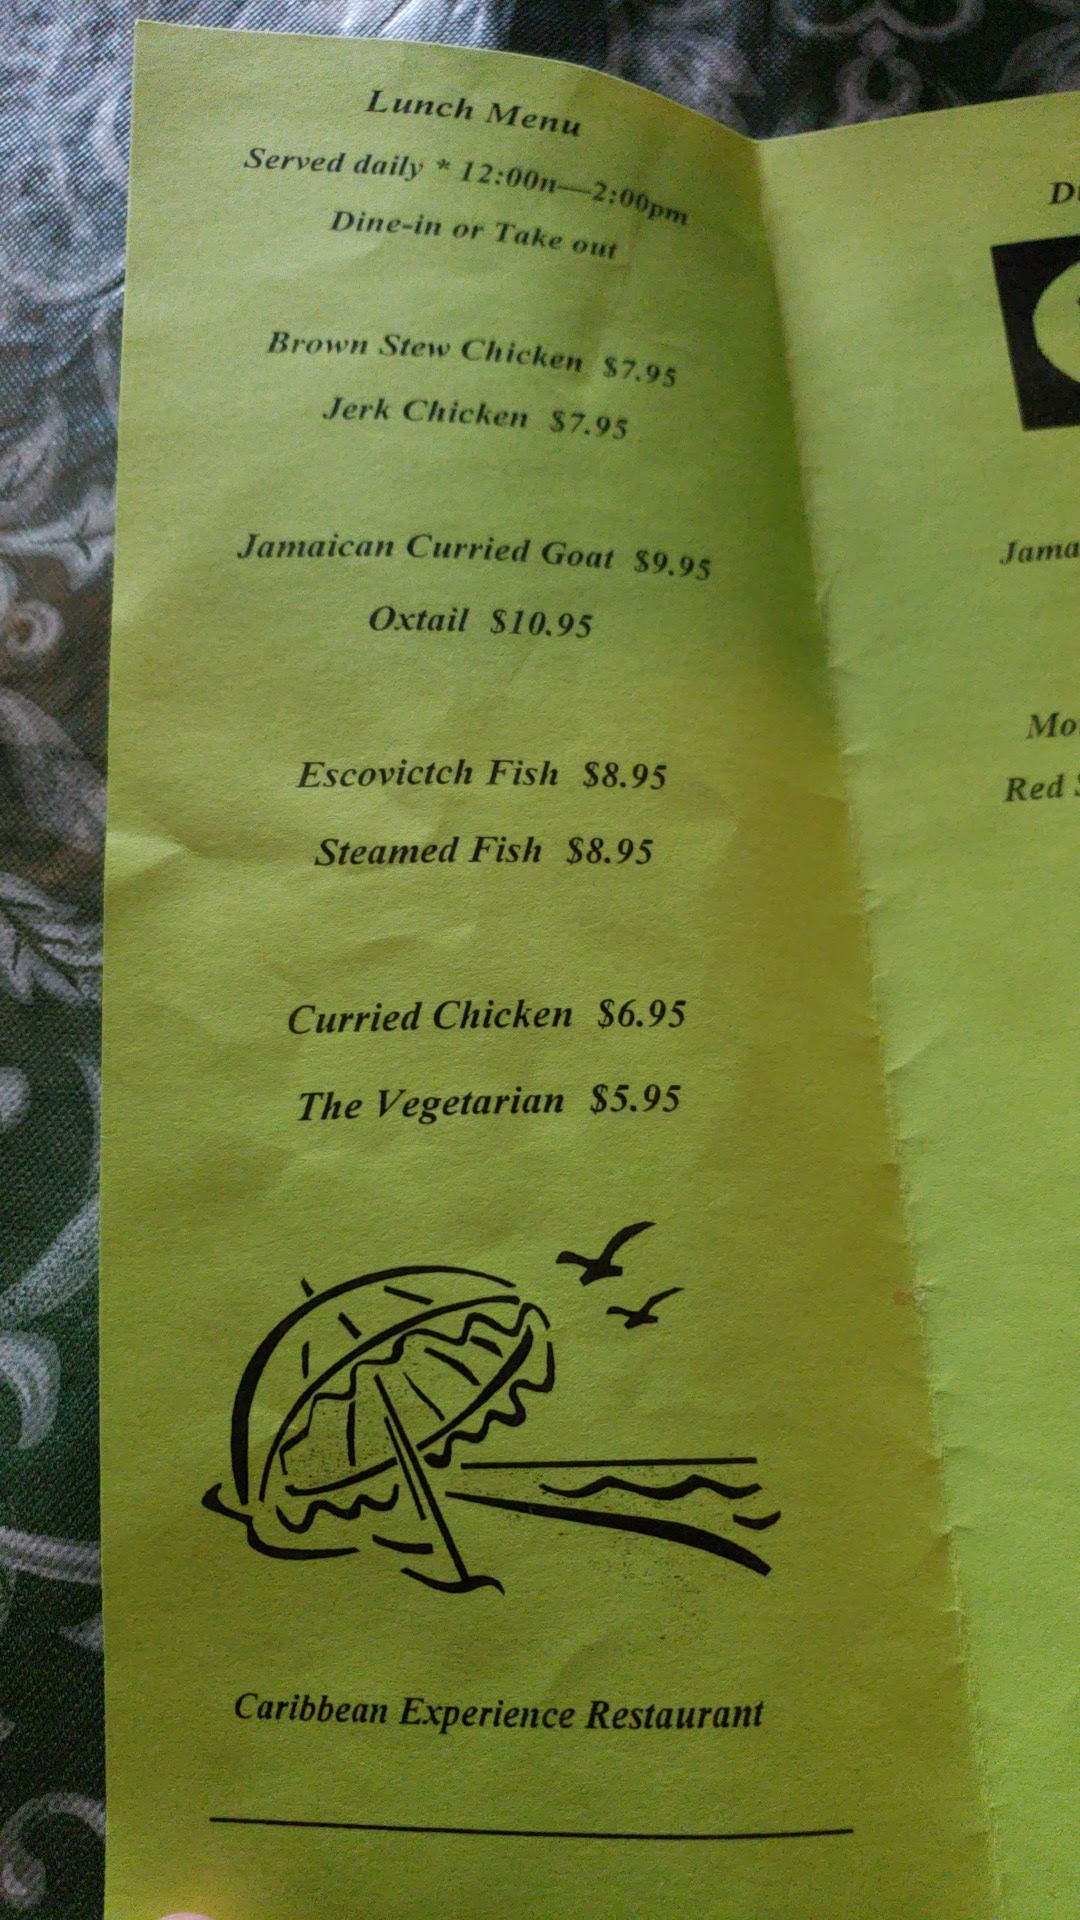 Lunch Menu
Served daily * 12:00n—2:00pm
Dine-in or Take out
Brown Stew Chicken $7.95
Jerk Chicken $7.95
Jamaican Curried Goat $9.95
Oxtail $10.95
Escovictch Fish $8.95
Steamed Fish $8.95
Curried Chicken $6.95
The Vegetarian $5.95
Caribbean Experience Restaurant
Red